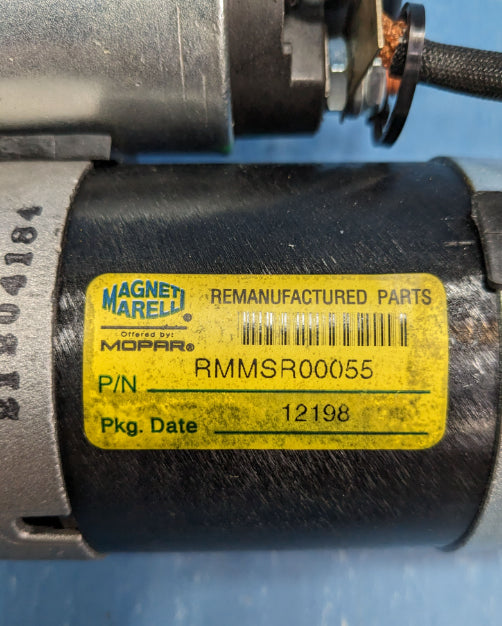 MAGNETI
MARELLI®
Offered by:
MOPAR®
REMANUFACTURED PARTS
P/N RMMSR00055
Pkg. Date 12198